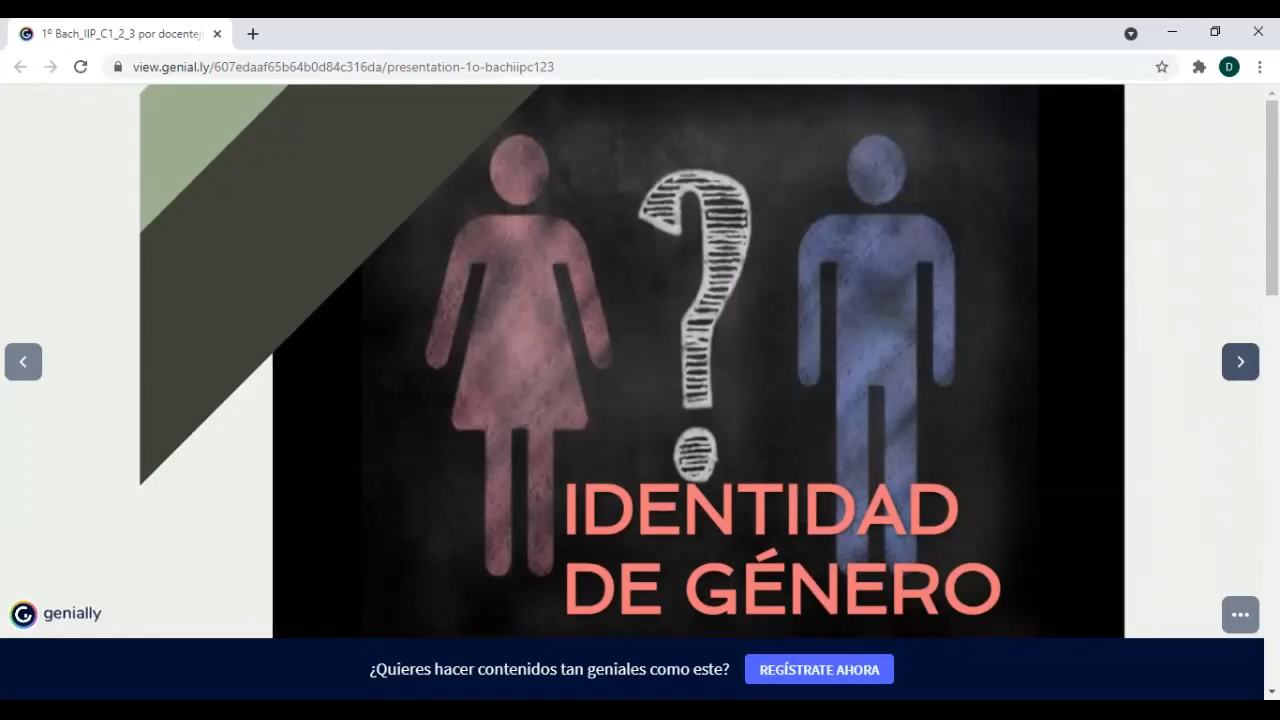 1º Bach_IIP_C1_2_3 por docentej
view.genial.ly/607edaaf65b64b0d84c316da/presentation-1o-bachiipc123
D
?
IDENTIDAD
DE GÉNERO
genially
¿Quieres hacer contenidos tan geniales como este?
REGÍSTRATE AHORA